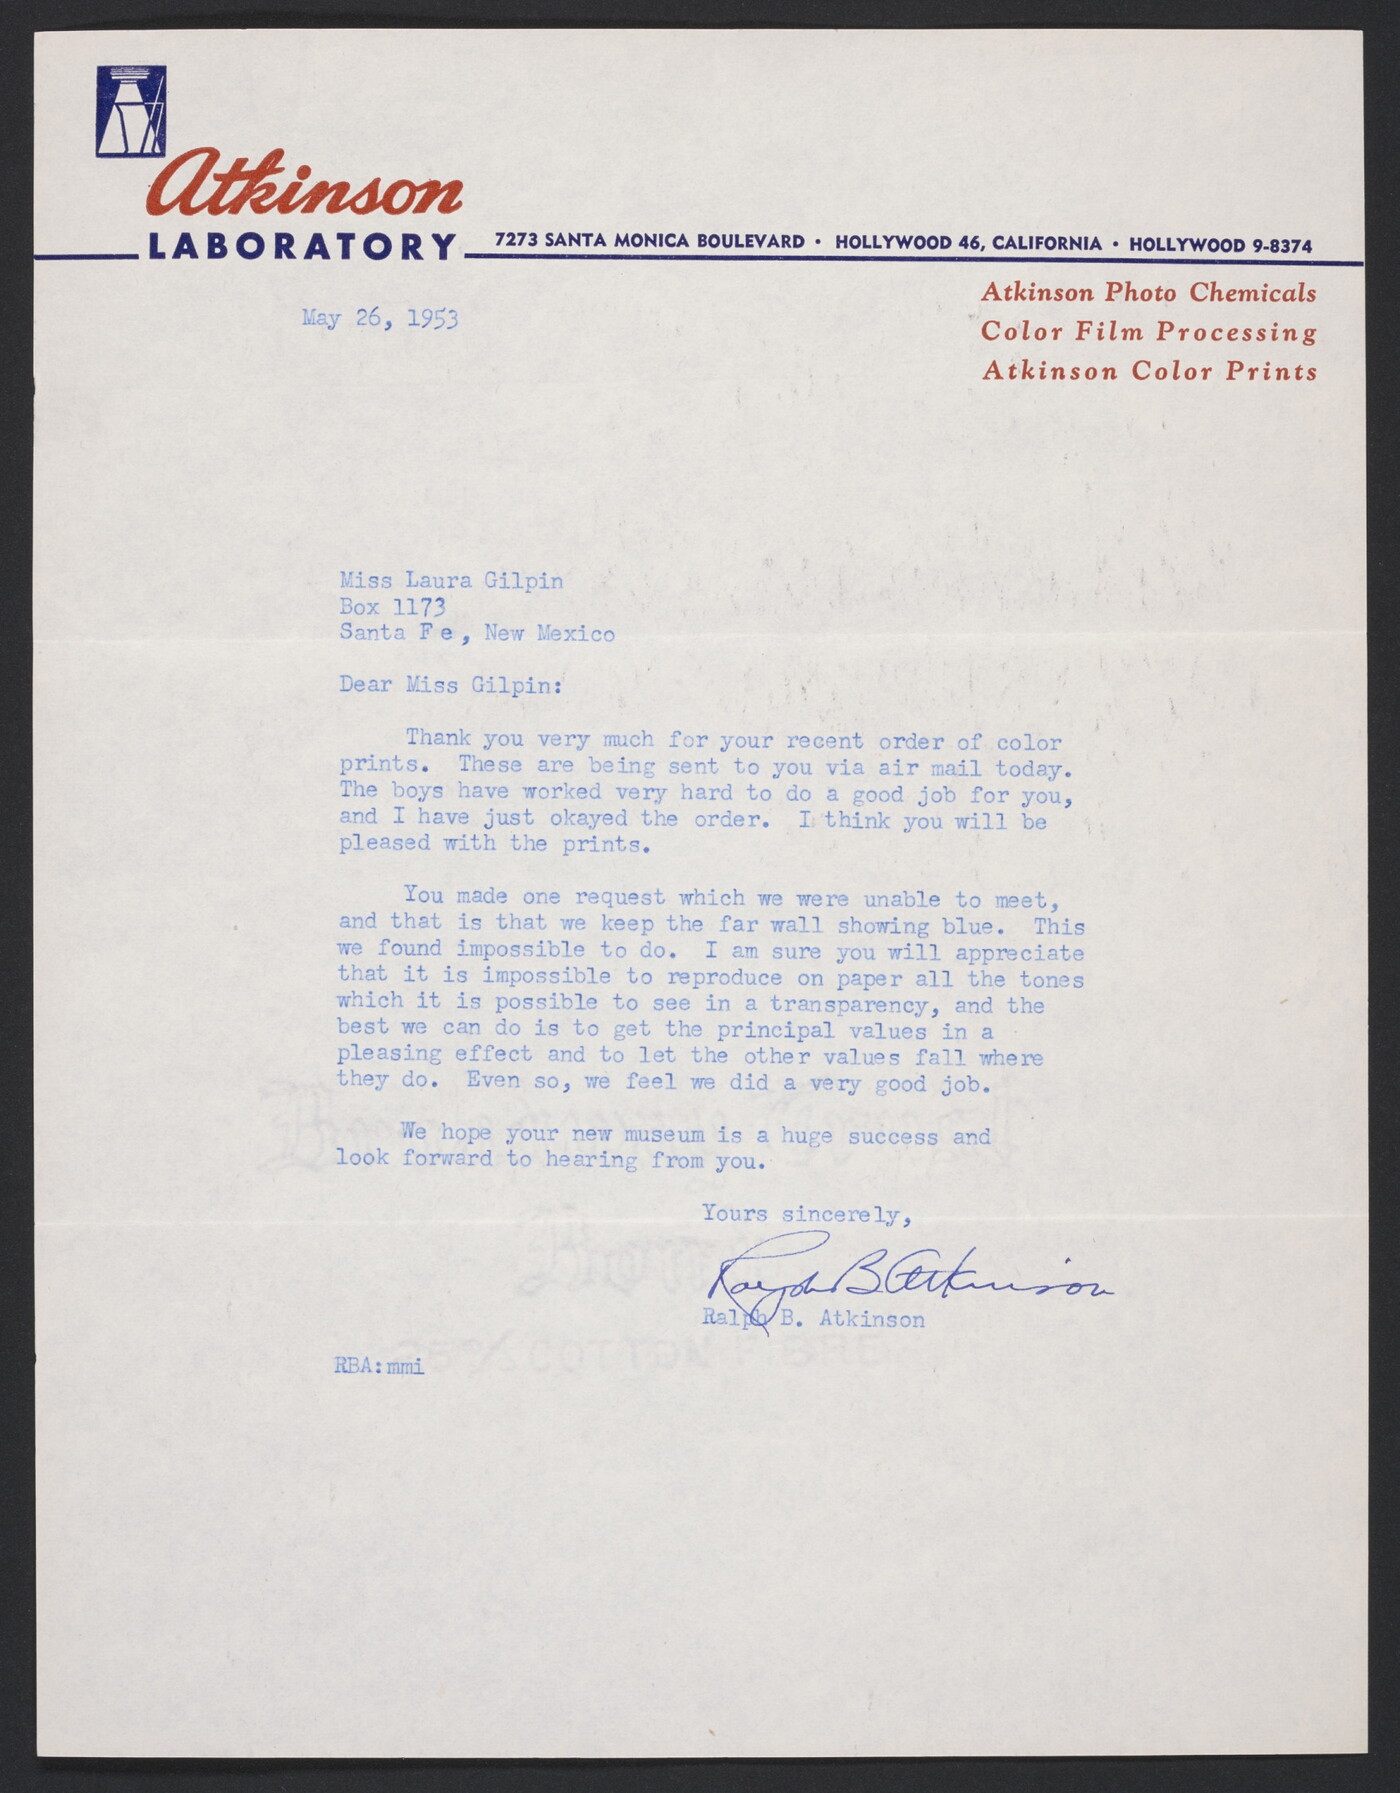 Atkinson
LABORATORY
7273 SANTA MONICA BOULEVARD • HOLLYWOOD 46, CALIFORNIA • HOLLYWOOD 9-8374
Atkinson Photo Chemicals
Color Film Processing
Atkinson Color Prints
May 26, 1953
Miss Laura Gilpin
Box 1173
Santa Fe, New Mexico
Dear Miss Gilpin:
Thank you very much for your recent order of color
prints. These are being sent to you via air mail today.
The boys have worked very hard to do a good job for you,
and I have just okayed the order. I think you will be
pleased with the prints.
You made one request which we were unable to meet,
and that is that we keep the far wall showing blue. This
we found impossible to do. I am sure you will appreciate
that it is impossible to reproduce on paper all the tones
which it is possible to see in a transparency, and the
best we can do is to get the principal values in a
pleasing effect and to let the other values fall where
they do. Even so, we feel we did a very good job.
We hope your new museum is a huge success and
look forward to hearing from you.
Yours sincerely,
Ralph B Atkinson
Ralph B. Atkinson
RBA:mmi